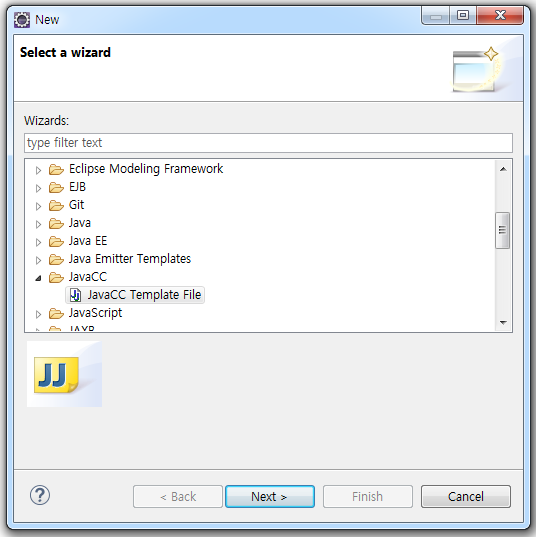 New
Select a wizard
Wizards:
type filter text
Eclipse Modeling Framework
EJB
Git
Java
Java EE
Java Emitter Templates
JavaCC
JavaCC Template File
JavaScript
JAXB
JJ
?
< Back
Next >
Finish
Cancel